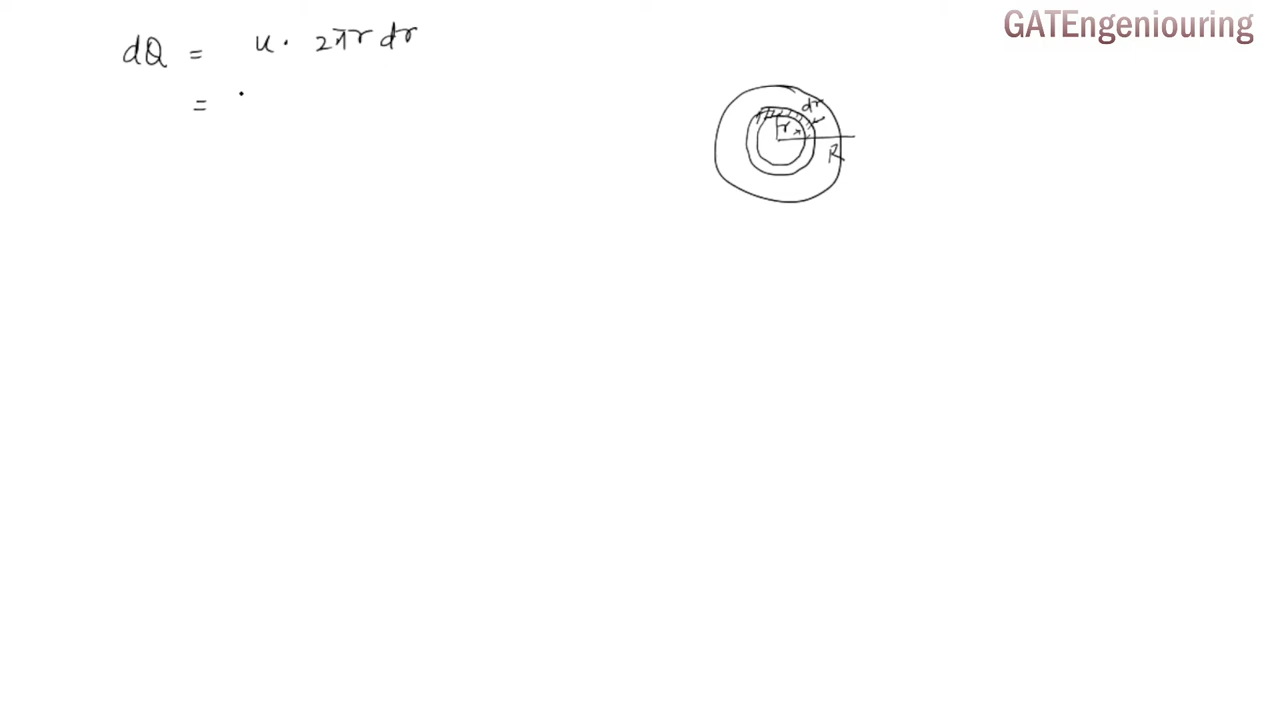 GATEngeniouring
dQ = u · 2πr dr
=
dr
r
R